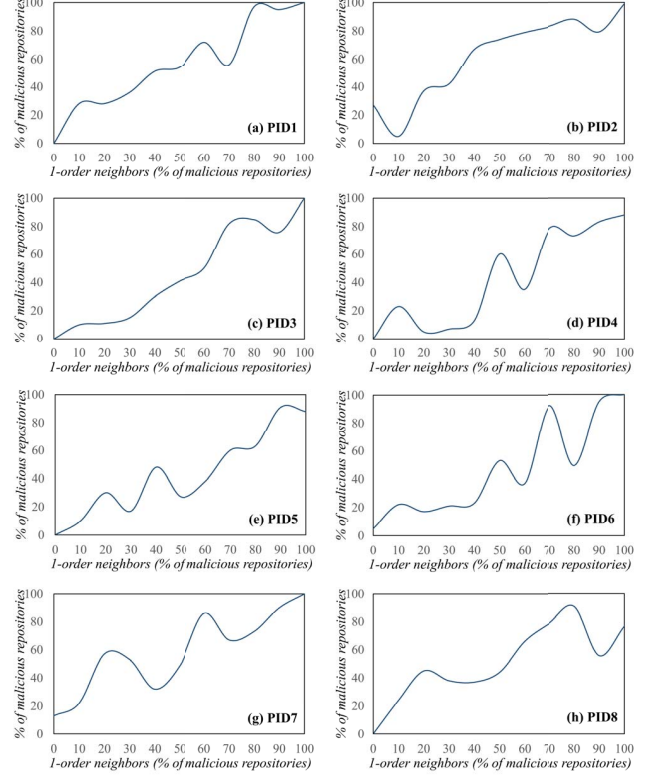 100 100
80 80
60 60
40 40
20 20
0 0
% of malicious repositories % of malicious repositories
(a) PID1 (b) PID2
0 10 20 30 40 50 60 70 80 90 100 0 10 20 30 40 50 60 70 80 90 100
1-order neighbors (% of malicious repositories) 1-order neighbors (% of malicious repositories)
100 100
80 80
60 60
40 40
20 20
0 0
% of malicious repositories % of malicious repositories
(c) PID3 (d) PID4
0 10 20 30 40 50 60 70 80 90 100 0 10 20 30 40 50 60 70 80 90 100
1-order neighbors (% of malicious repositories) 1-order neighbors (% of malicious repositories)
100 100
80 80
60 60
40 40
20 20
0 0
% of malicious repositories % of malicious repositories
(e) PID5 (f) PID6
0 10 20 30 40 50 60 70 80 90 100 0 10 20 30 40 50 60 70 80 90 100
1-order neighbors (% of malicious repositories) 1-order neighbors (% of malicious repositories)
100 100
80 80
60 60
40 40
20 20
0 0
% of malicious repositories % of malicious repositories
(g) PID7 (h) PID8
0 10 20 30 40 50 60 70 80 90 100 0 10 20 30 40 50 60 70 80 90 100
1-order neighbors (% of malicious repositories) 1-order neighbors (% of malicious repositories)